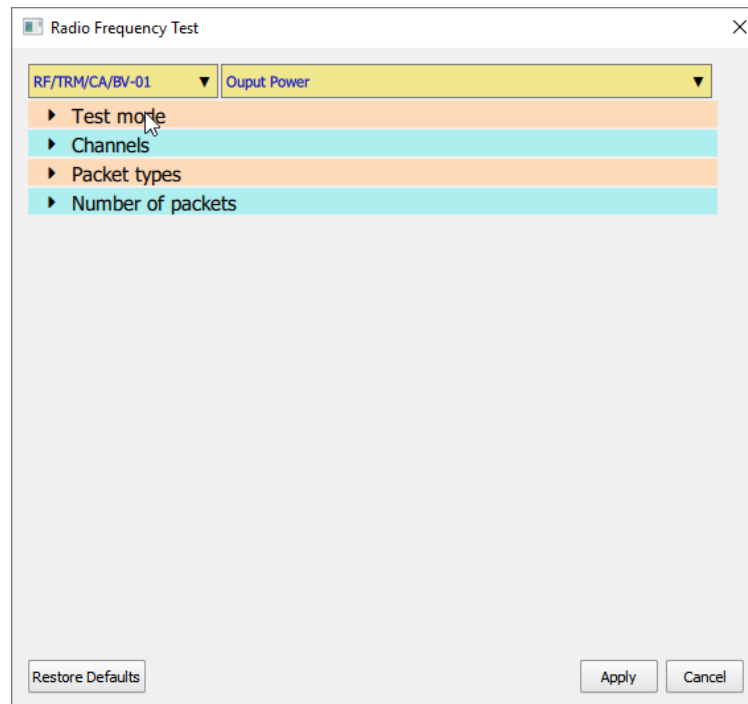 Radio Frequency Test
RF/TRM/CA/BV-01 Ouput Power
Test mode
Channels
Packet types
Number of packets
Restore Defaults Apply Cancel